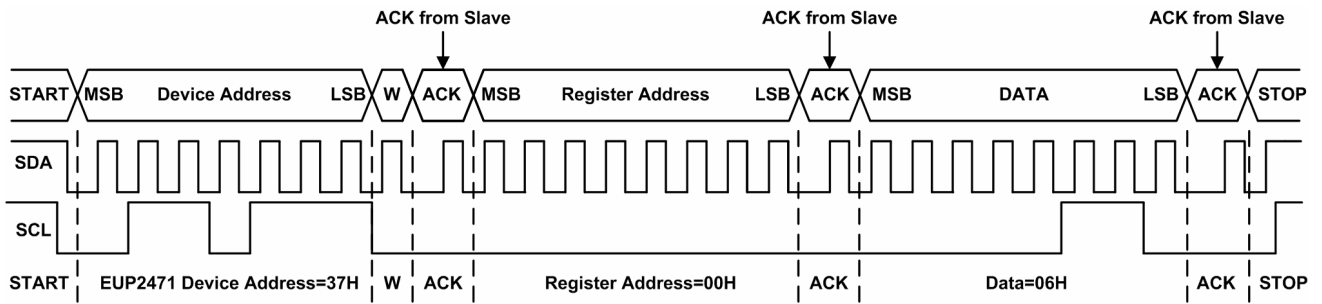 ACK from Slave ACK from Slave ACK from Slave
START MSB Device Address LSB W ACK MSB Register Address LSB ACK MSB DATA LSB ACK STOP
SDA
SCL
START EUP2471 Device Address=37H W ACK Register Address=00H ACK Data=06H ACK STOP